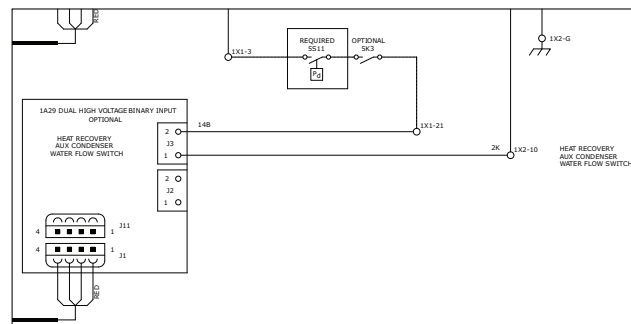 RED
1X1-3
REQUIRED
5S11
Pd
OPTIONAL
5K3
1X2-G
1A29 DUAL HIGH VOLTAGE BINARY INPUT
OPTIONAL
HEAT RECOVERY
AUX CONDENSER
WATER FLOW SWITCH
14B
2
J3
1
1X1-21
2K
1X2-10
HEAT RECOVERY
AUX CONDENSER
WATER FLOW SWITCH
2
J2
1
4
1
J11
4
1
J1
RED